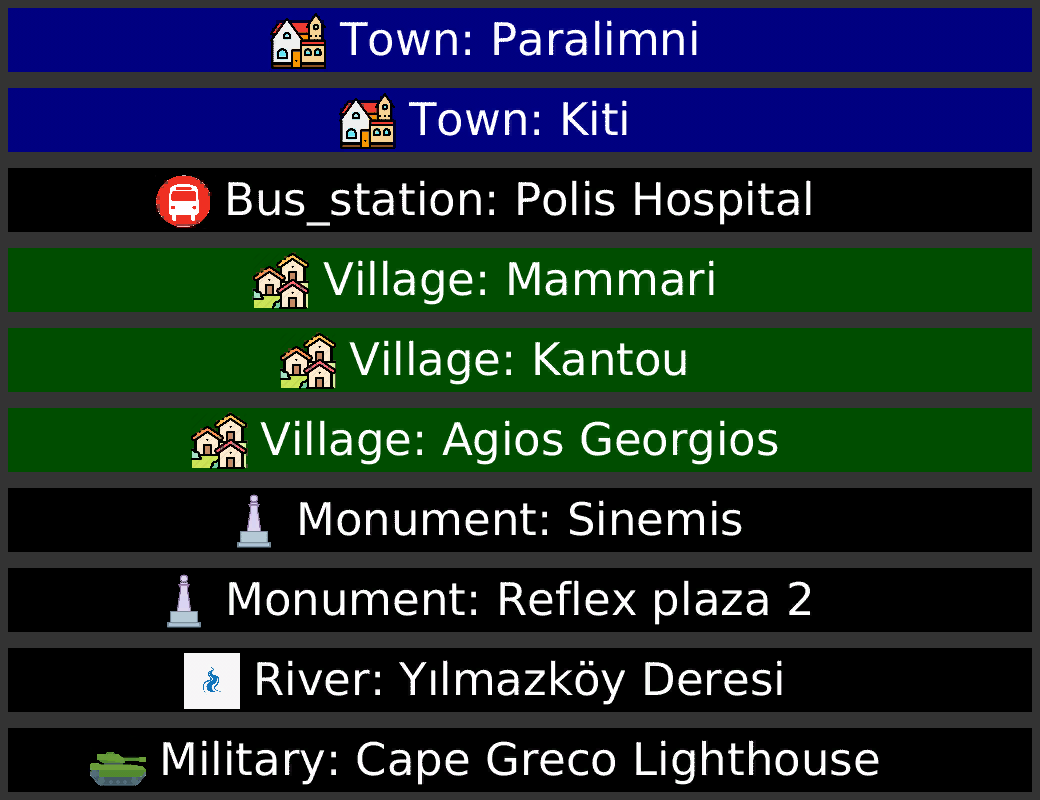 Town: Paralimni
Town: Kiti
Bus_station: Polis Hospital
Village: Mammari
Village: Kantou
Village: Agios Georgios
Monument: Sinemis
Monument: Reflex plaza 2
River: Yılmazköy Deresi
Military: Cape Greco Lighthouse